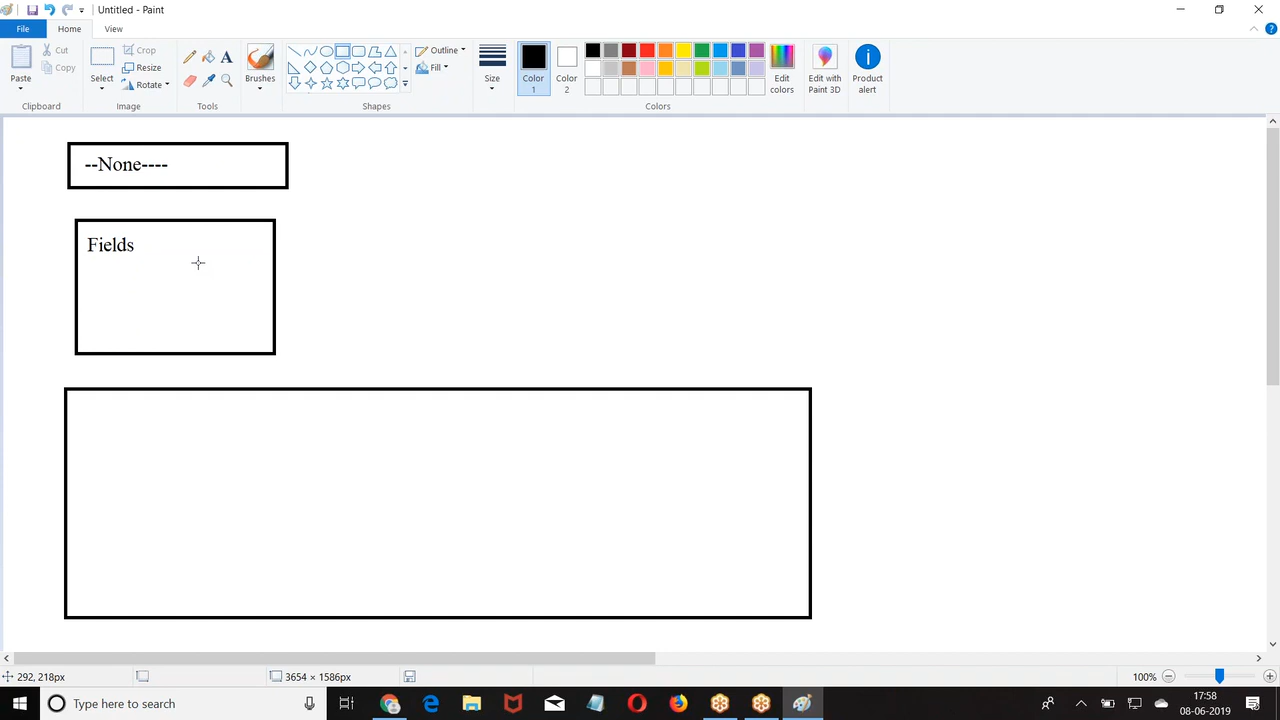 Untitled - Paint
File
Home
View
Paste
Cut
Copy
Clipboard
Select
Crop
Resize
Rotate
Image
Tools
Brushes
Shapes
Outline
Fill
Size
Color
1
Color
2
Edit
colors
Colors
Edit with
Paint 3D
Product
alert
--None----
Fields
292, 218px
3654 × 1586px
100%
Type here to search
17:58
08-06-2019